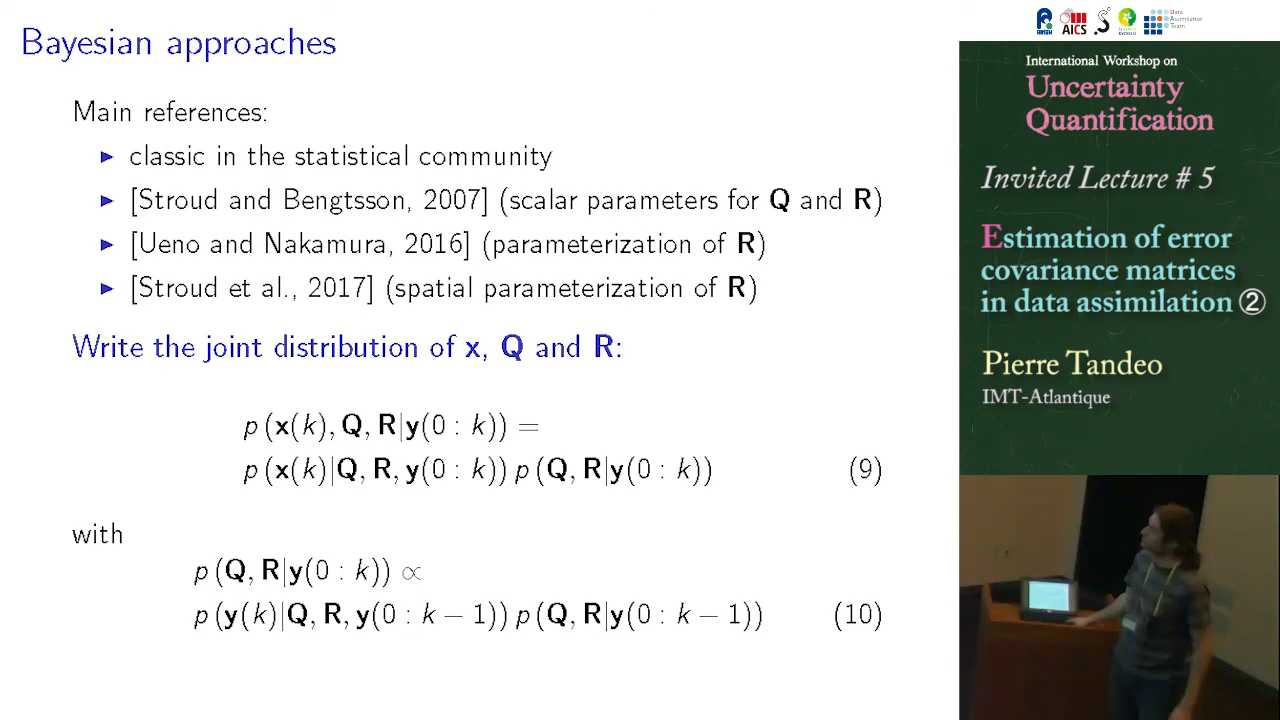 Bayesian approaches
Main references:
▶ classic in the statistical community
▶ [Stroud and Bengtsson, 2007] (scalar parameters for Q and R)
▶ [Ueno and Nakamura, 2016] (parameterization of R)
▶ [Stroud et al., 2017] (spatial parameterization of R)
Write the joint distribution of x, Q and R:
p (x(k), Q, R|y(0 : k)) =
p (x(k)|Q, R, y(0 : k)) p (Q, R|y(0 : k)) (9)
with
p (Q, R|y(0 : k)) ∝
p (y(k)|Q, R, y(0 : k − 1)) p (Q, R|y(0 : k − 1)) (10)
AICS
Data
Assimilation
Team
International Workshop on
Uncertainty
Quantification
Invited Lecture # 5
Estimation of error
covariance matrices
in data assimilation ②
Pierre Tandeo
IMT-Atlantique